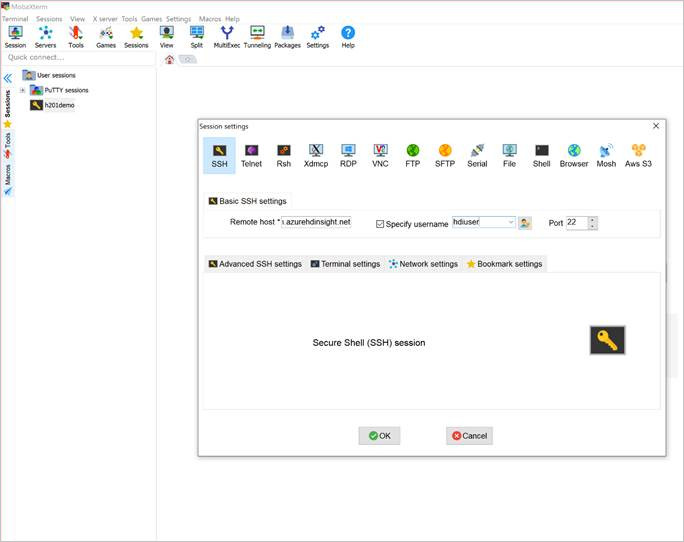 MobaXterm
Terminal Sessions View X server Tools Games Settings Macros Help
Session Servers Tools Games Sessions View Split MultiExec Tunneling Packages Settings Help
Quick connect...
User sessions
PuTTY sessions
h201demo
Sessions
Tools
Macros
Session settings
SSH Telnet Rsh Xdmcp RDP VNC FTP SFTP Serial File Shell Browser Mosh Aws S3
Basic SSH settings
Remote host * .azurehdinsight.net Specify username hdiuser Port 22
Advanced SSH settings Terminal settings Network settings Bookmark settings
Secure Shell (SSH) session
OK Cancel